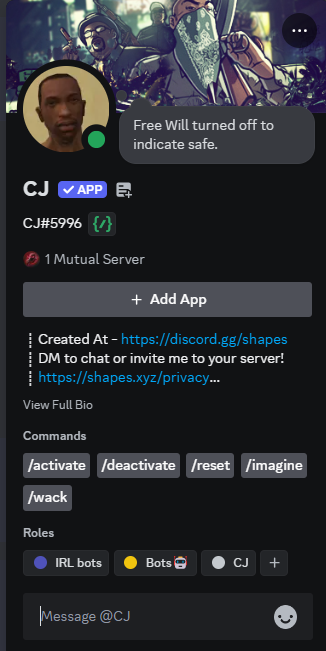 Free Will turned off to
indicate safe.
CJ ✓ APP
CJ#5996 {/}
1 Mutual Server
+ Add App
┊ Created At - https://discord.gg/shapes
┊ DM to chat or invite me to your server!
┊ https://shapes.xyz/privacy...
View Full Bio
Commands
/activate /deactivate /reset /imagine
/wack
Roles
IRL bots Bots CJ +
Message @CJ